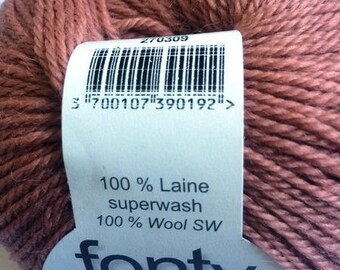 270309
3 700107 390192 >
100 % Laine
superwash
100 % Wool SW
fonty